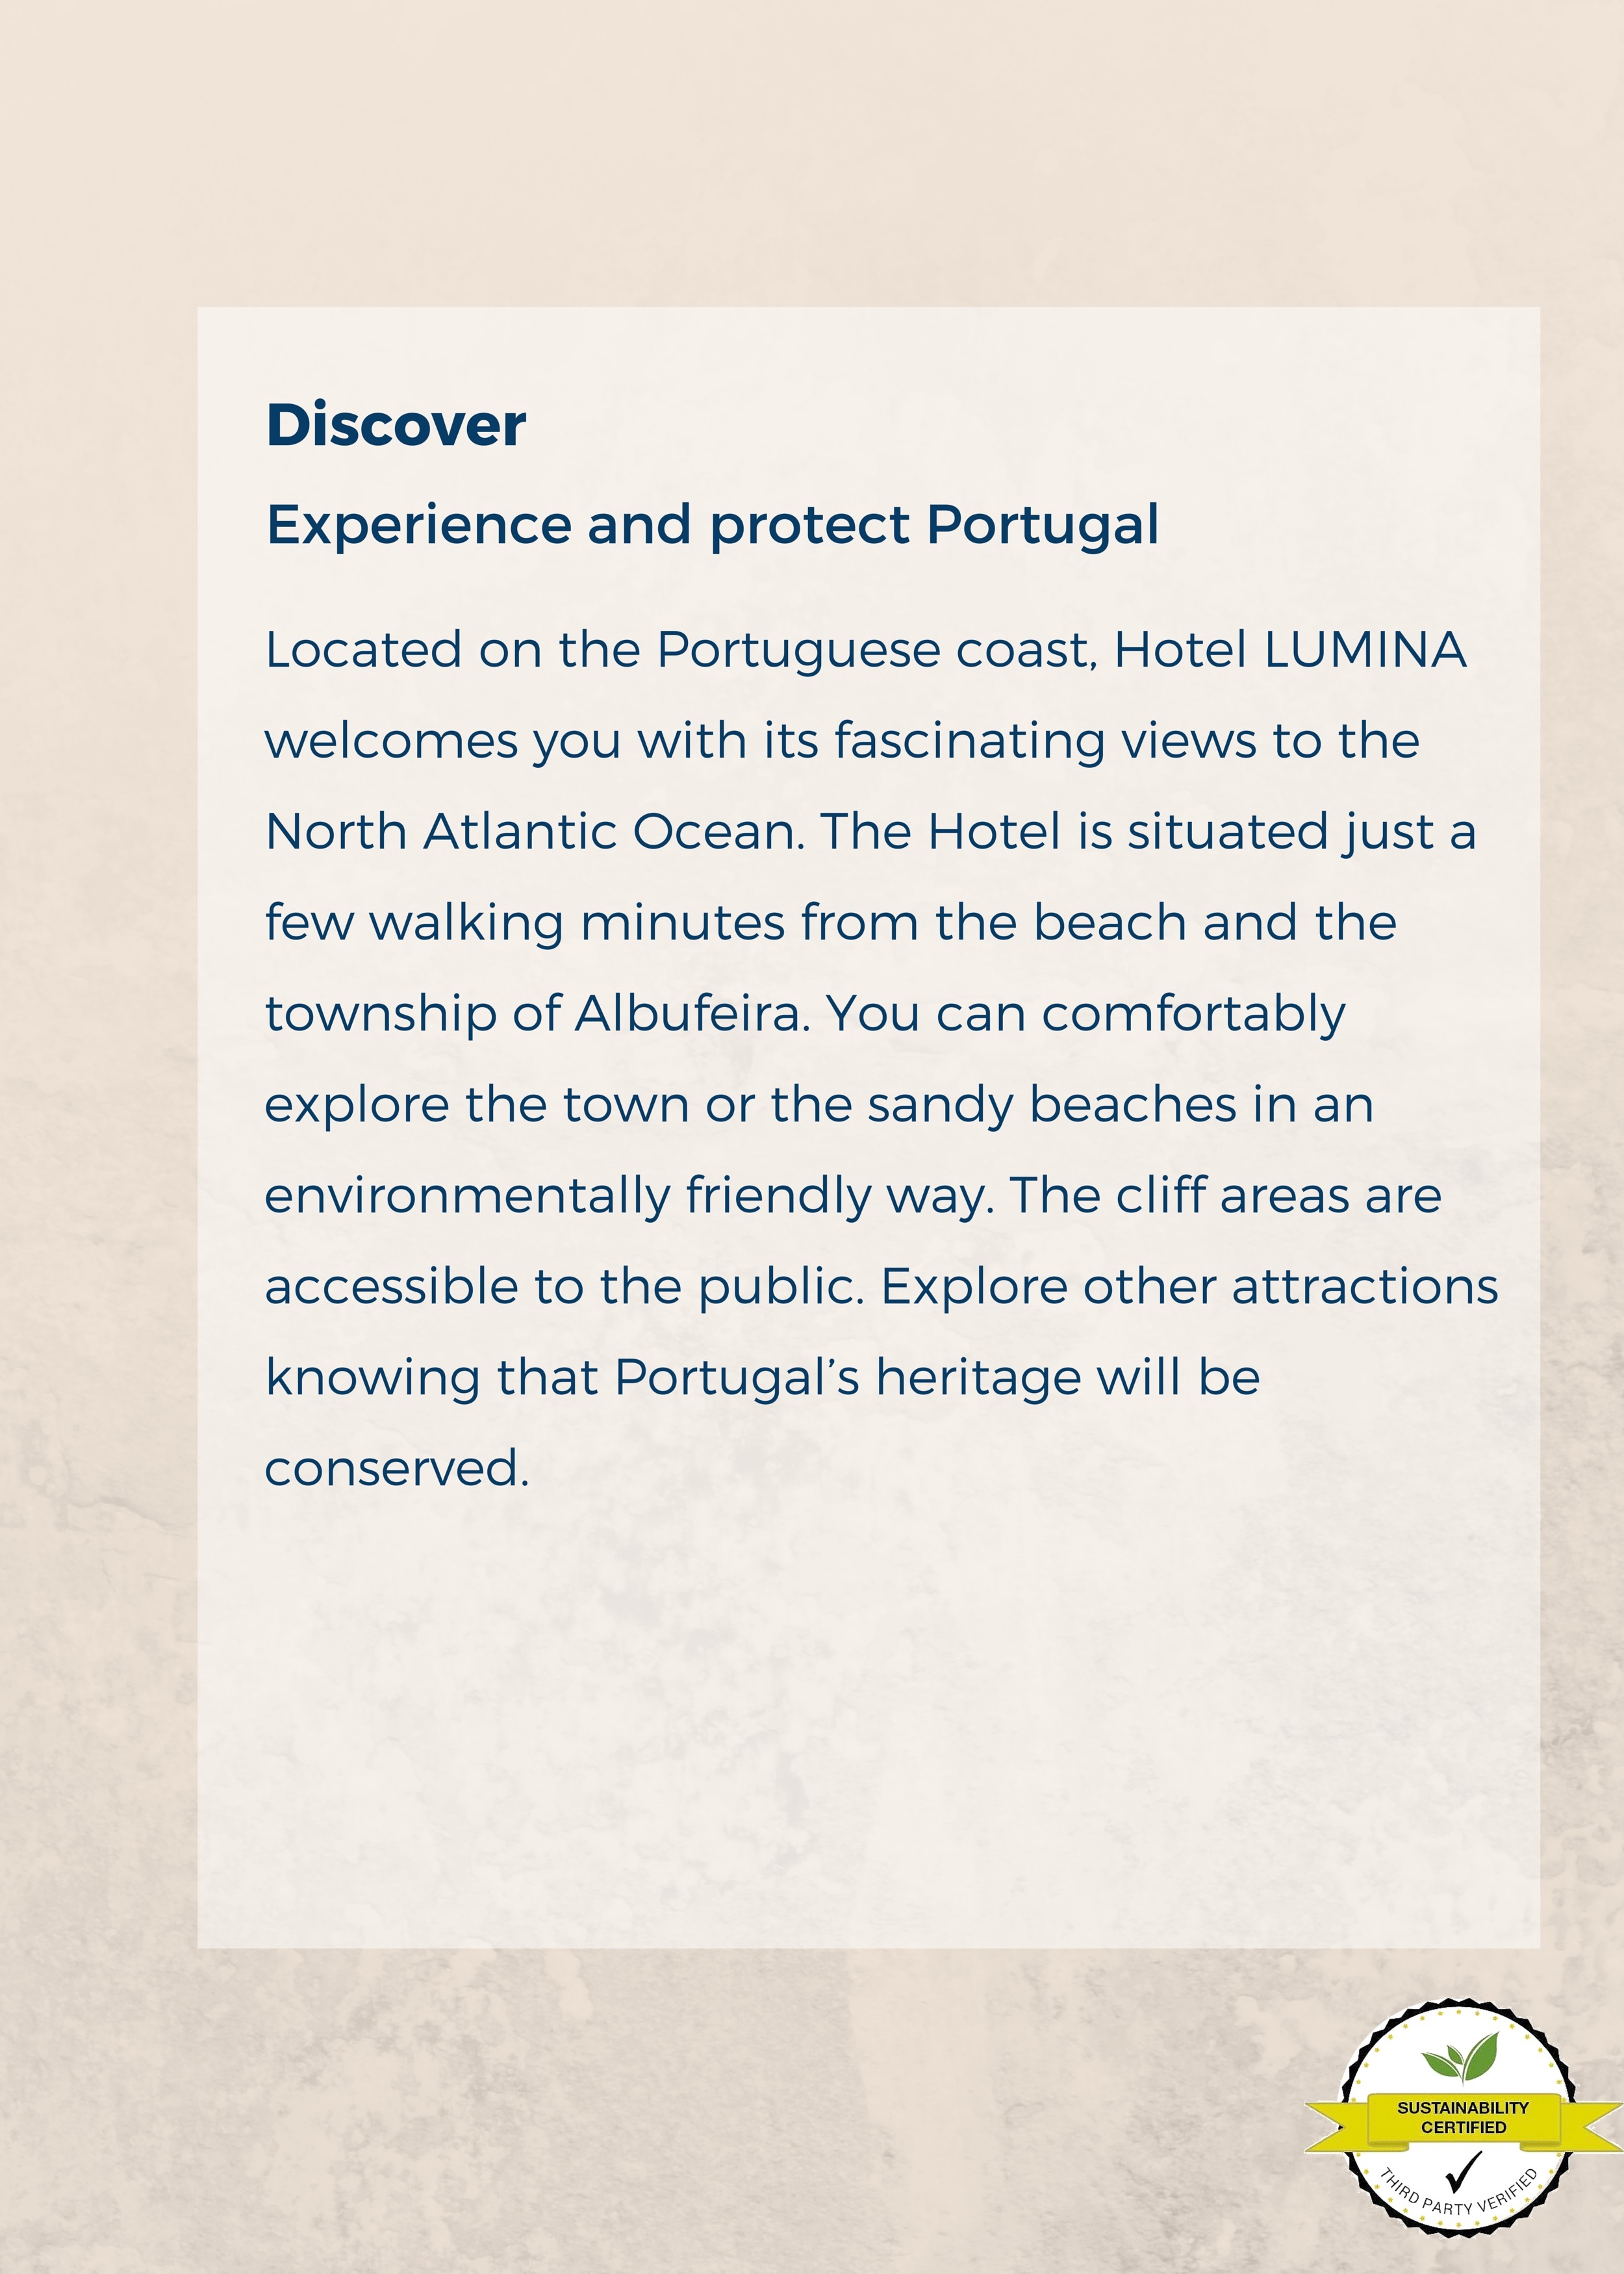 Discover
Experience and protect Portugal
Located on the Portuguese coast, Hotel LUMINA
welcomes you with its fascinating views to the
North Atlantic Ocean. The Hotel is situated just a
few walking minutes from the beach and the
township of Albufeira. You can comfortably
explore the town or the sandy beaches in an
environmentally friendly way. The cliff areas are
accessible to the public. Explore other attractions
knowing that Portugal’s heritage will be
conserved.
SUSTAINABILITY
CERTIFIED
THIRD PARTY VERIFIED